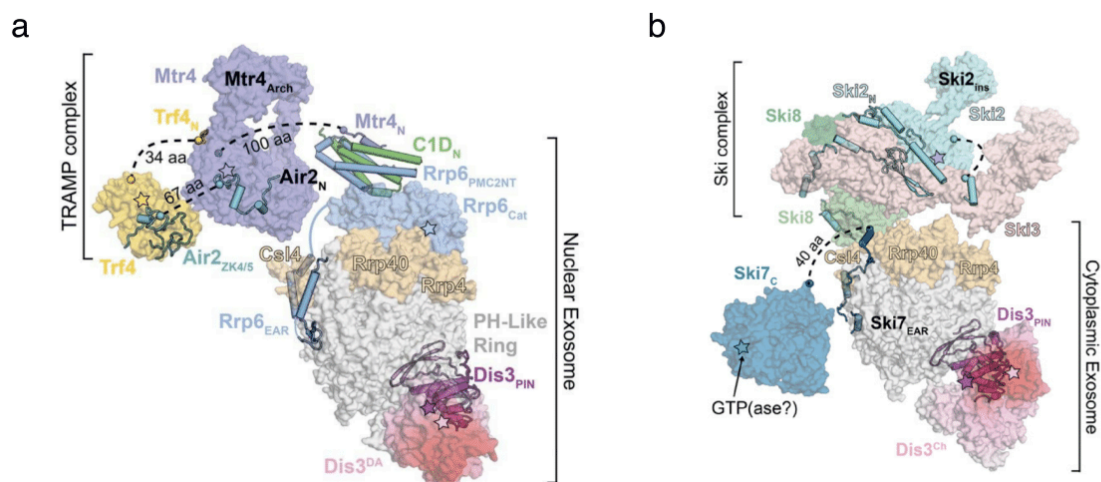 a
TRAMP complex
Mtr4
Mtr4Arch
Trf4N
34 aa
100 aa
67 aa
Mtr4N
C1DN
Air2N
Rrp6PMC2NT
Rrp6Cat
Trf4
Air2ZK4/5
Csl4
Rrp40
Rrp4
Rrp6EAR
PH-Like
Ring
Dis3PIN
Dis3DA
Nuclear Exosome
b
Ski complex
Ski2ins
Ski2N
Ski2
Ski8
Ski8
Ski3
40 aa
Csl4
Rrp40
Rrp4
Ski7C
Ski7EAR
Dis3PIN
GTP(ase?)
Dis3Ch
Cytoplasmic Exosome